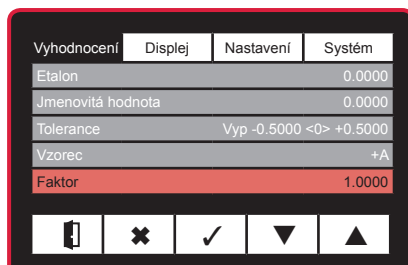 Vyhodnocení Displej Nastavení Systém
Etalon 0.0000
Jmenovitá hodnota 0.0000
Tolerance Vyp -0.5000 <0> +0.5000
Vzorec +A
Faktor 1.0000